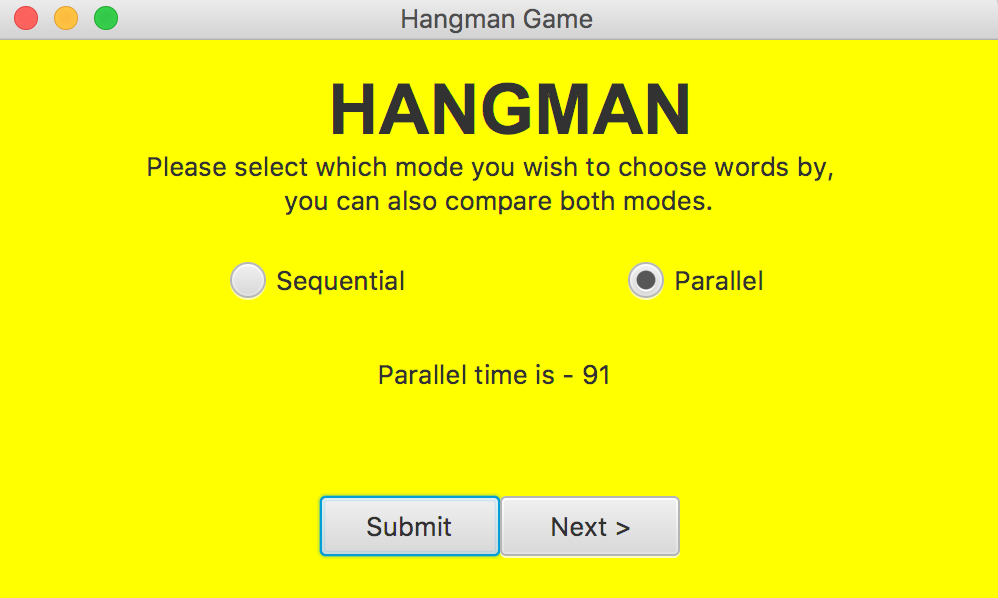 Hangman Game
HANGMAN
Please select which mode you wish to choose words by,
you can also compare both modes.
Sequential
Parallel
Parallel time is - 91
Submit
Next >